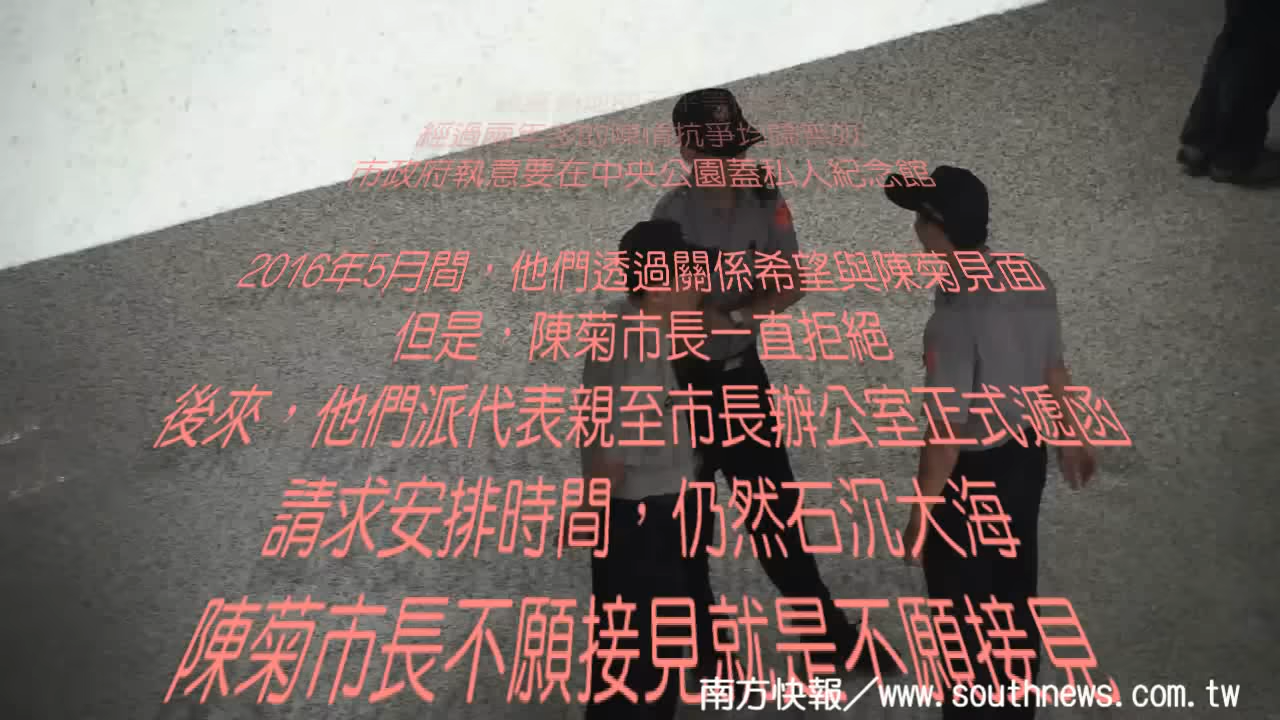 經過兩年多的陳情抗爭均歸無效
市政府執意要在中央公園蓋私人紀念館
2016年5月間，他們透過關係希望與陳菊見面
但是，陳菊市長一直拒絕
後來，他們派代表親至市長辦公室正式遞函
請求安排時間，仍然石沉大海
陳菊市長不願接見就是不願接見
南方快報／www.southnews.com.tw